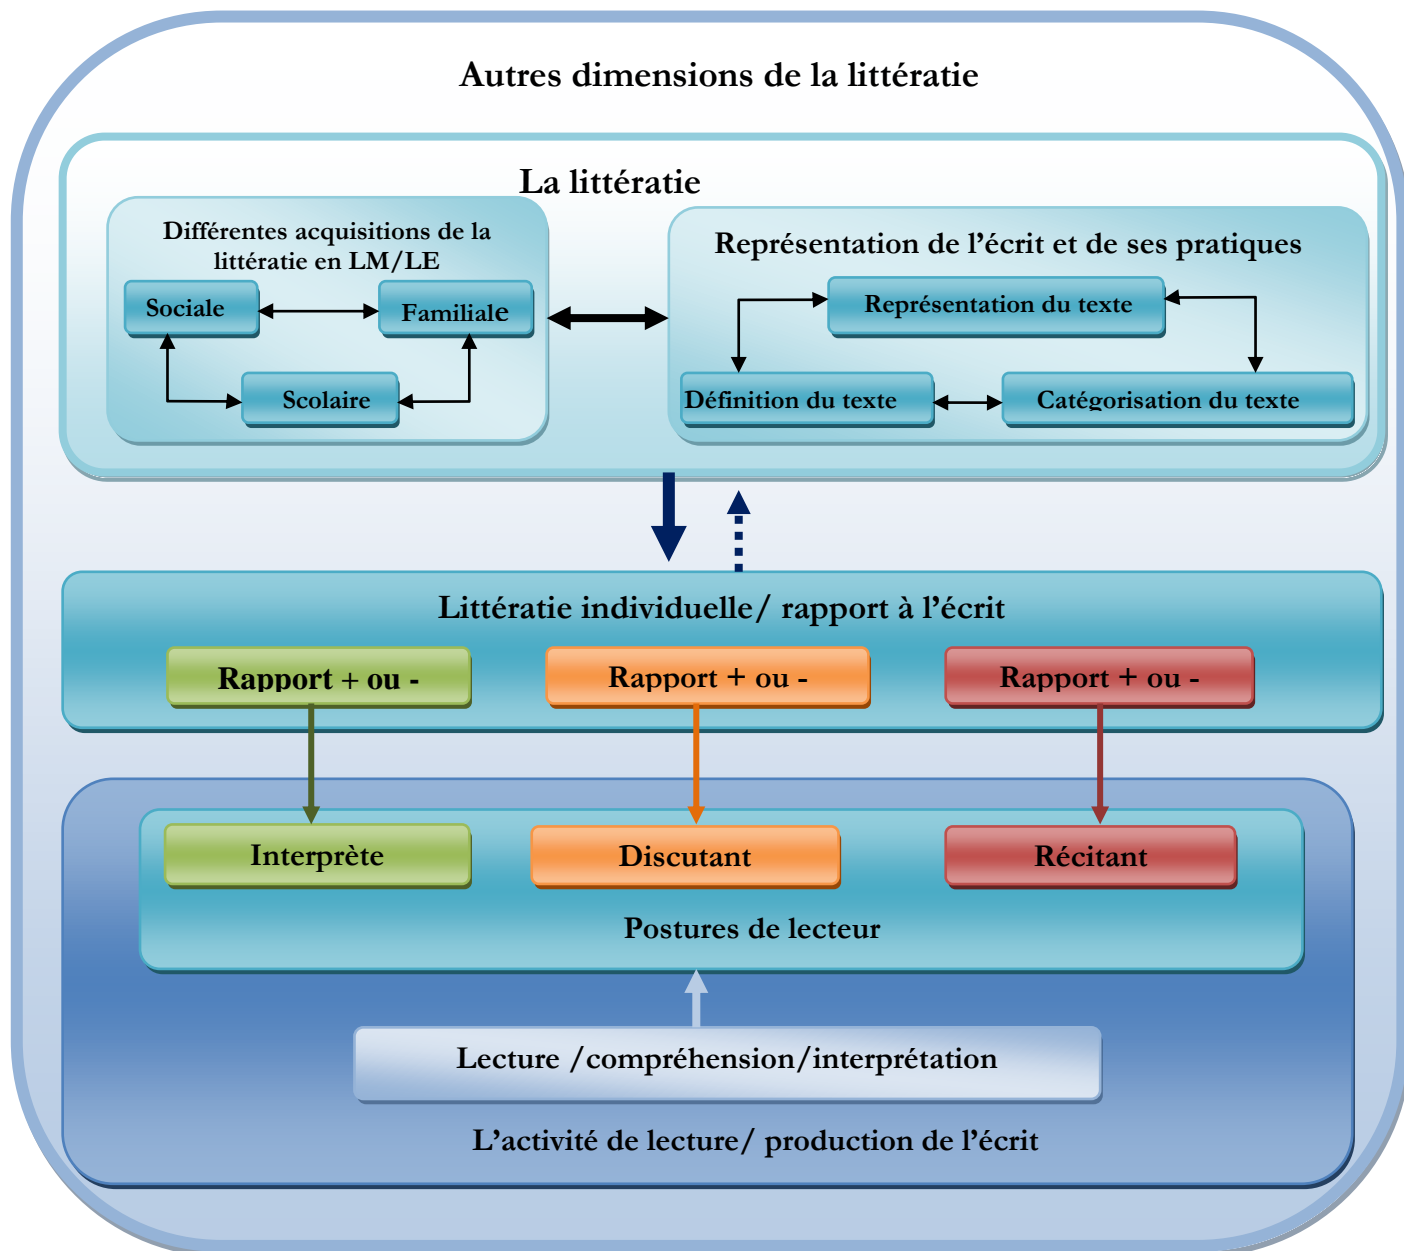 Autres dimensions de la littératie
La littératie
Différentes acquisitions de la
littératie en LM/LE
Sociale
Familiale
Scolaire
Représentation de l'écrit et de ses pratiques
Représentation du texte
Définition du texte
Catégorisation du texte
Littératie individuelle/ rapport à l'écrit
Rapport + ou -
Rapport + ou -
Rapport + ou -
Interprète
Discutant
Récitant
Postures de lecteur
Lecture /compréhension/interprétation
L'activité de lecture/ production de l'écrit